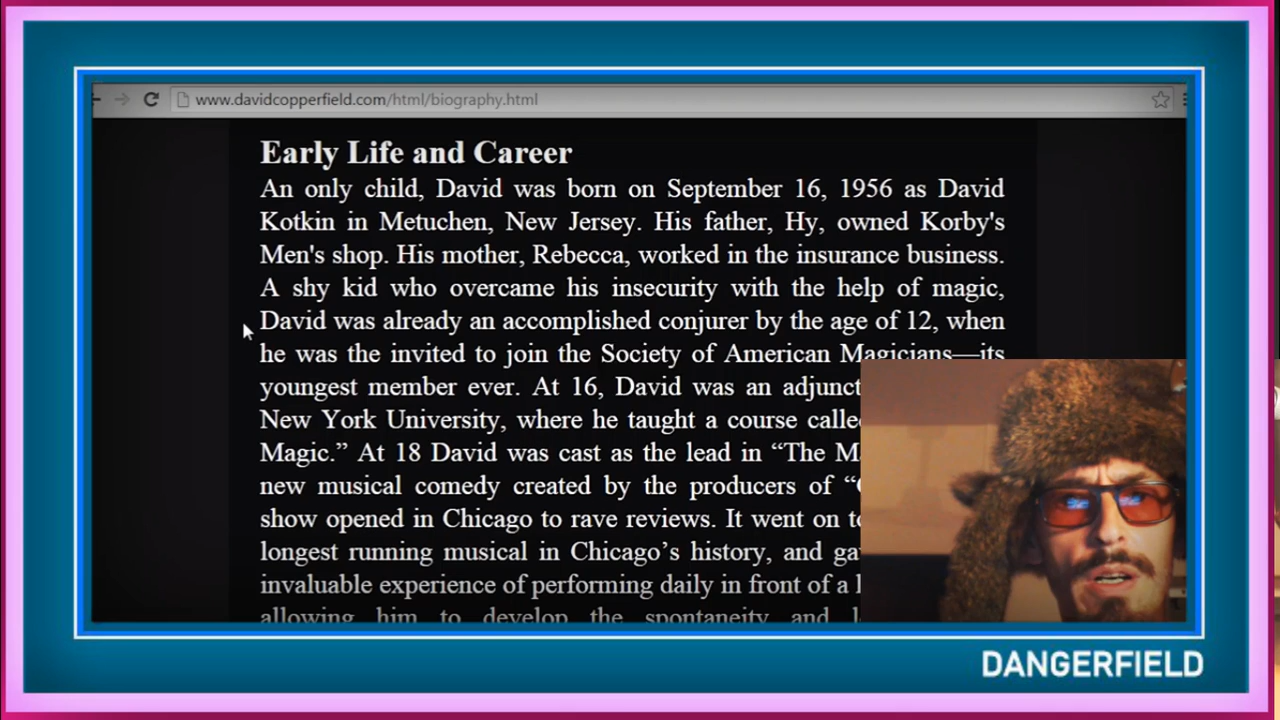 www.davidcopperfield.com/html/biography.html
Early Life and Career
An only child, David was born on September 16, 1956 as David
Kotkin in Metuchen, New Jersey. His father, Hy, owned Korby's
Men's shop. His mother, Rebecca, worked in the insurance business.
A shy kid who overcame his insecurity with the help of magic,
David was already an accomplished conjurer by the age of 12, when
he was the invited to join the Society of American Magicians—its
youngest member ever. At 16, David was an adjunct
New York University, where he taught a course
Magic.” At 18 David was cast as the lead in “The
new musical comedy created by the producers of
show opened in Chicago to rave reviews. It went on
longest running musical in Chicago’s history, and
invaluable experience of performing daily in front of a
allowing him to develop the spontaneity and
DANGERFIELD